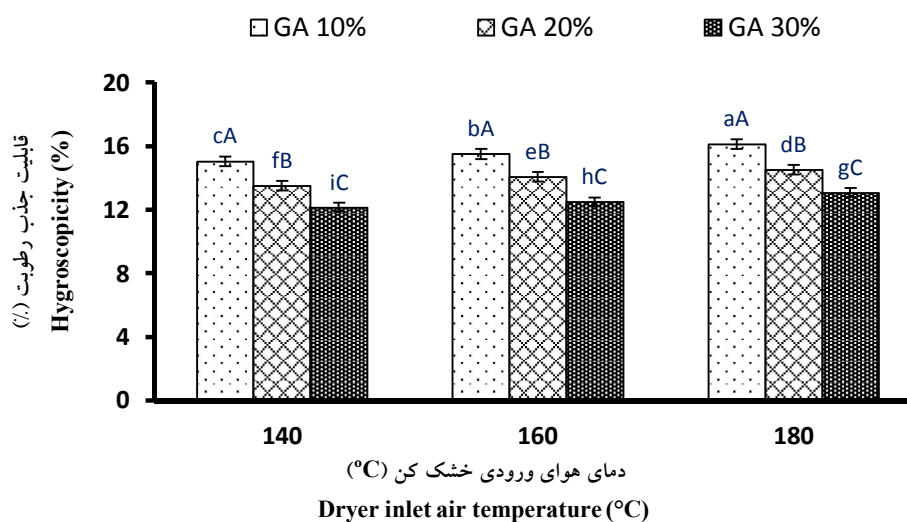 GA 10% GA 20% GA 30%
قابلیت جذب رطوبت (٪)
Hygroscopicity (%)
20
16
12
8
4
0
cA fB iC bA eB hC aA dB gC
140 160 180
دمای هوای ورودی خشک کن (°C)
Dryer inlet air temperature (°C)